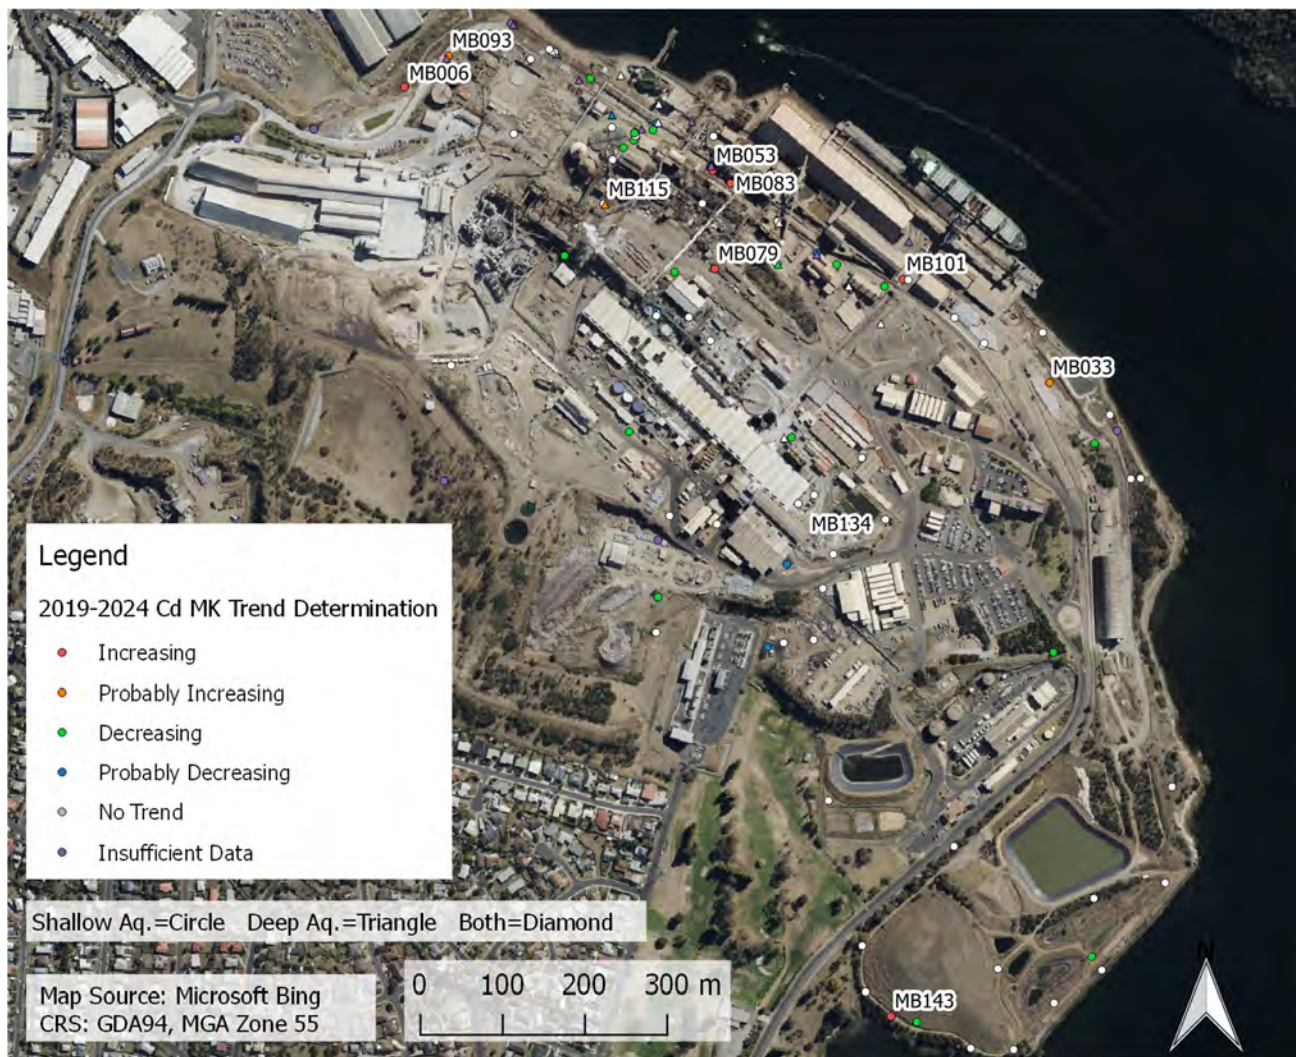 MB093
MB006
MB053
MB083
MB115
MB079
MB101
MB033
MB134
Legend
2019-2024 Cd MK Trend Determination
Increasing
Probably Increasing
Decreasing
Probably Decreasing
No Trend
Insufficient Data
Shallow Aq.=Circle Deep Aq.=Triangle Both=Diamond
Map Source: Microsoft Bing
CRS: GDA94, MGA Zone 55
0 100 200 300 m
MB143
N